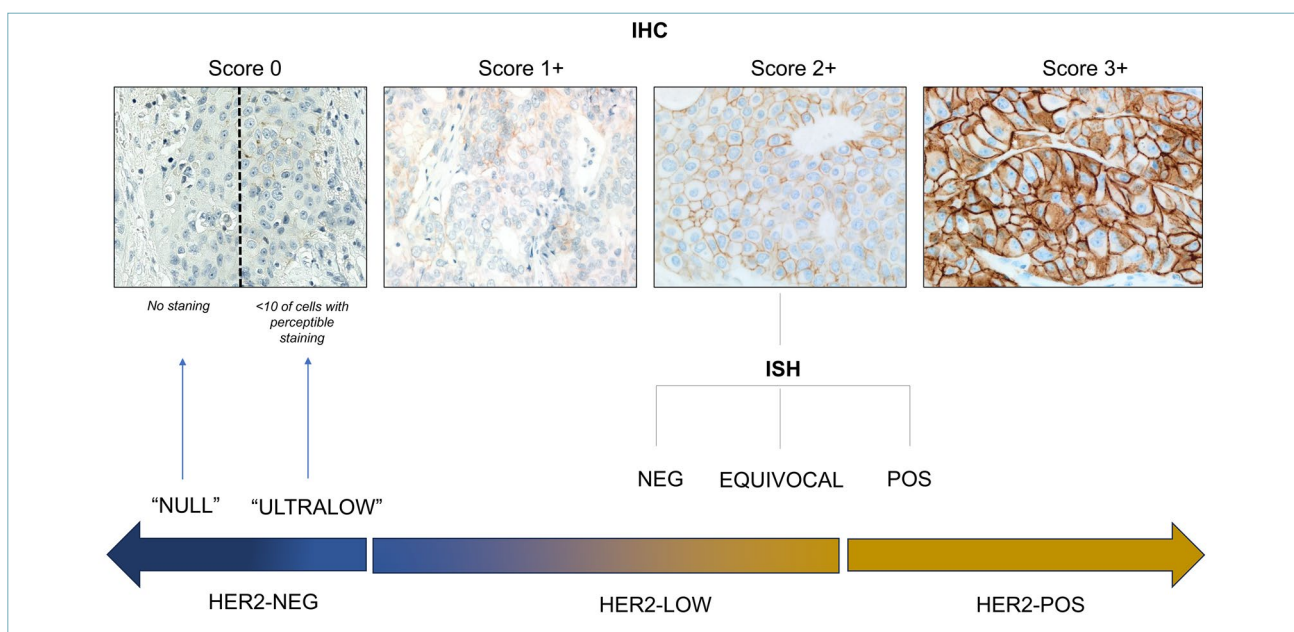 IHC
Score 0
Score 1+
Score 2+
Score 3+
No staning
<10 of cells with
perceptible
staining
ISH
NEG
EQUIVOCAL
POS
“NULL”
“ULTRALOW”
HER2-NEG
HER2-LOW
HER2-POS